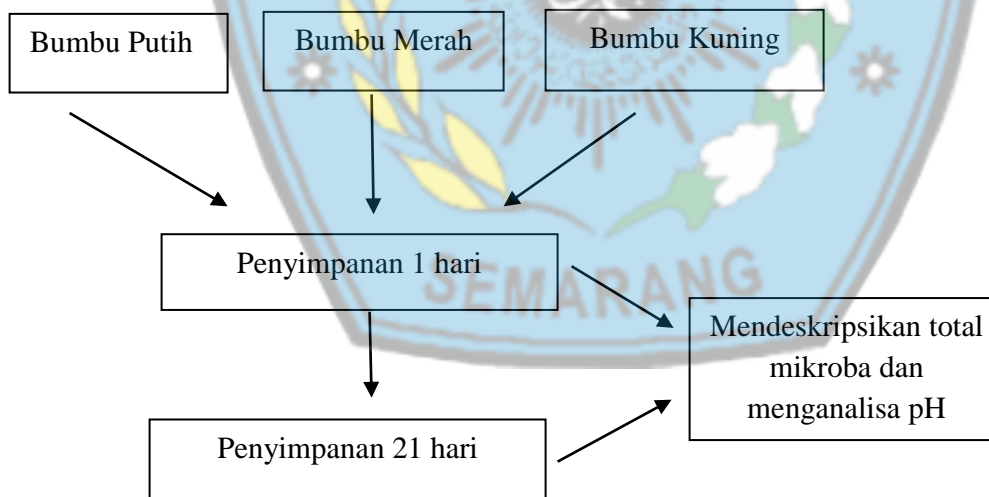 Bumbu Putih
Bumbu Merah
Bumbu Kuning
Penyimpanan 1 hari
SEMARANG
Mendeskripsikan total
mikroba dan
menganalisa pH
Penyimpanan 21 hari